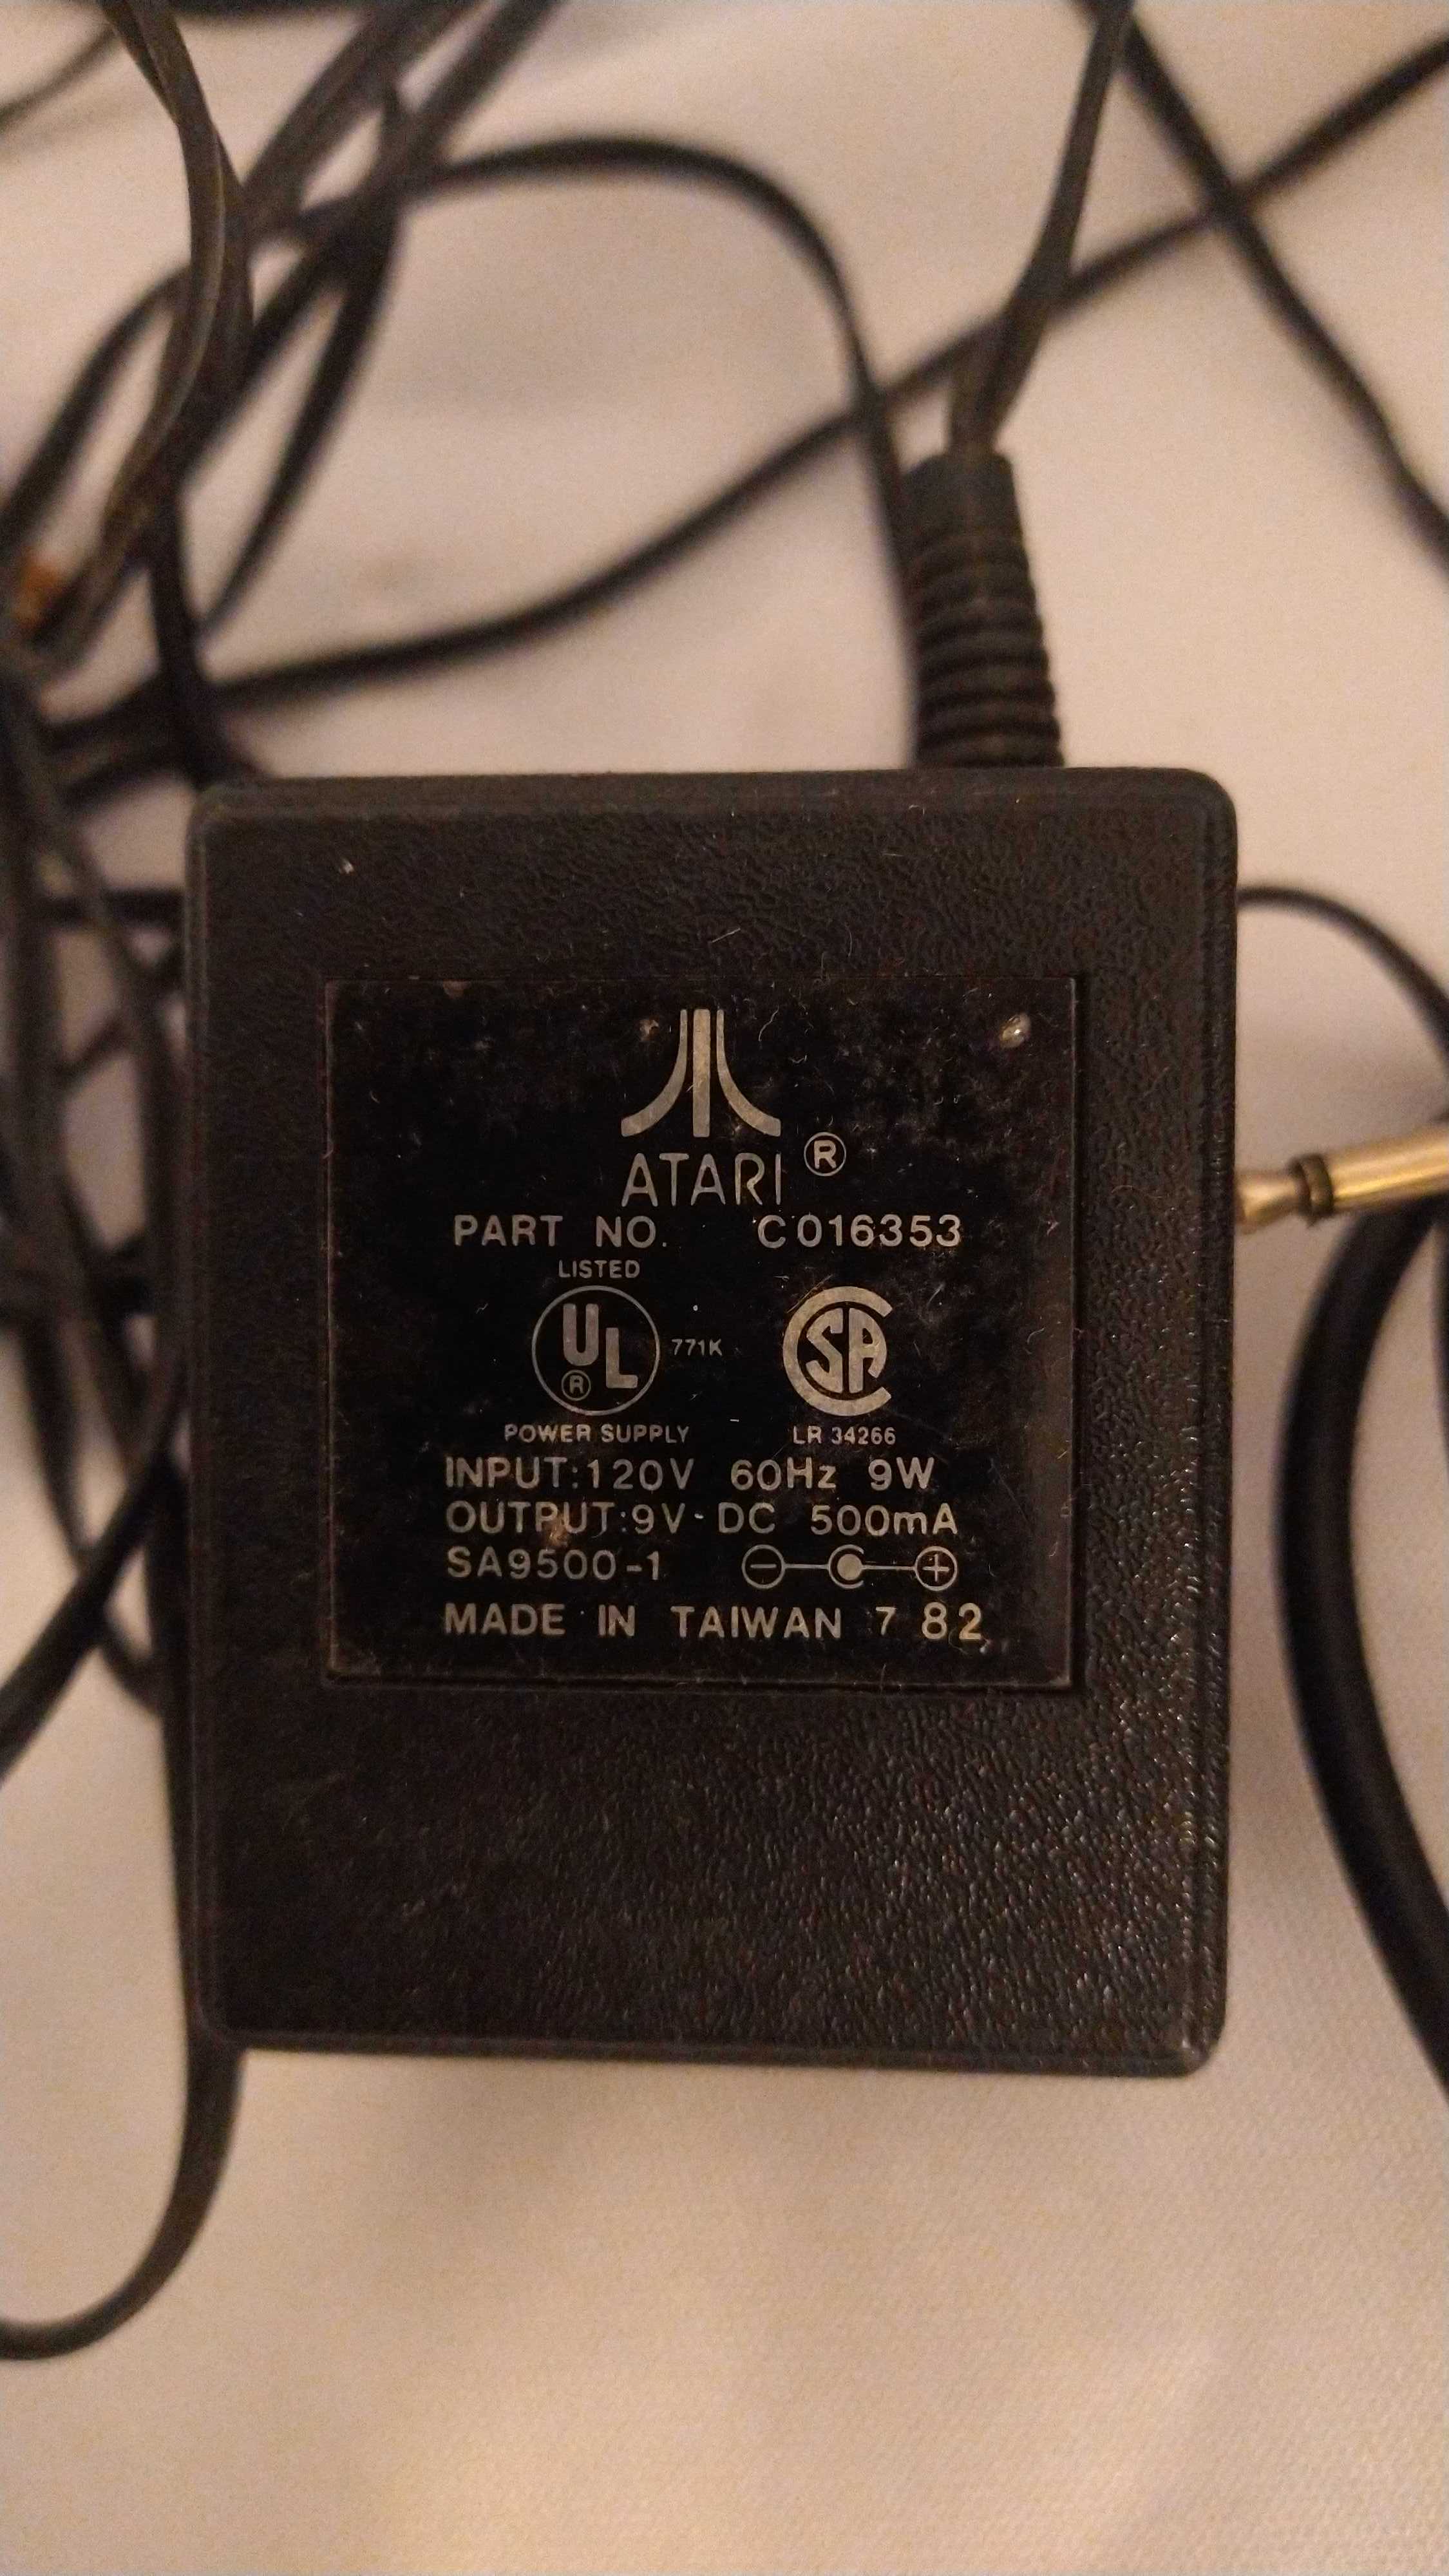 ATARI ®
PART NO. C016353
LISTED
UL ® 771K SA
POWER SUPPLY LR 34266
INPUT:120V 60Hz 9W
OUTPUT:9V DC 500mA
SA9500-1 - +
MADE IN TAIWAN 7 82